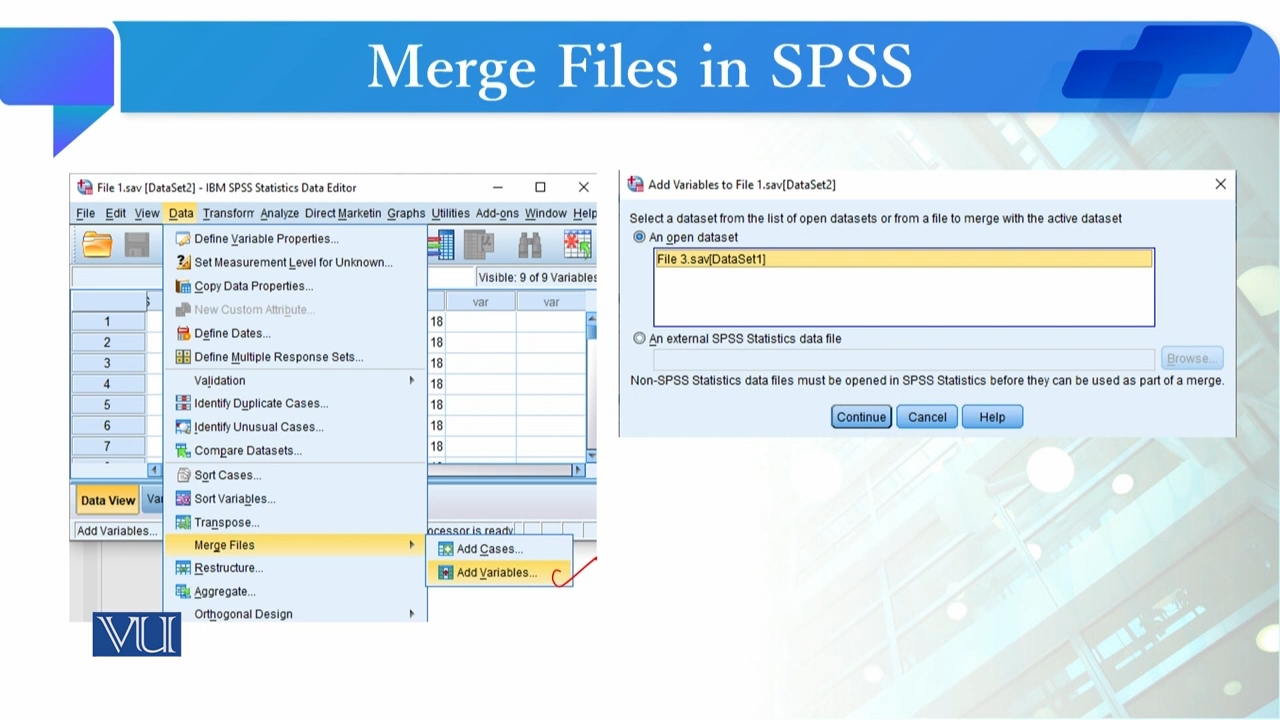 Merge Files in SPSS
File 1.sav [DataSet2] - IBM SPSS Statistics Data Editor
File Edit View Data Transform Analyze Direct Marketin Graphs Utilities Add-ons Window Help
Define Variable Properties...
Set Measurement Level for Unknown...
Copy Data Properties...
Visible: 9 of 9 Variables
var var
New Custom Attribute...
1 18
Define Dates...
2 18
Define Multiple Response Sets...
3 18
Validation
4 18
Identify Duplicate Cases...
5 18
Identify Unusual Cases...
6 18
Compare Datasets...
7 18
Sort Cases...
Data View Var
Sort Variables...
Transpose...
Add Variables... ocessor is ready
Merge Files
Add Cases...
Restructure...
Add Variables...
Aggregate...
Orthogonal Design
VU
Add Variables to File 1.sav[DataSet2]
Select a dataset from the list of open datasets or from a file to merge with the active dataset
An open dataset
File 3.sav[DataSet1]
An external SPSS Statistics data file
Browse...
Non-SPSS Statistics data files must be opened in SPSS Statistics before they can be used as part of a merge.
Continue Cancel Help